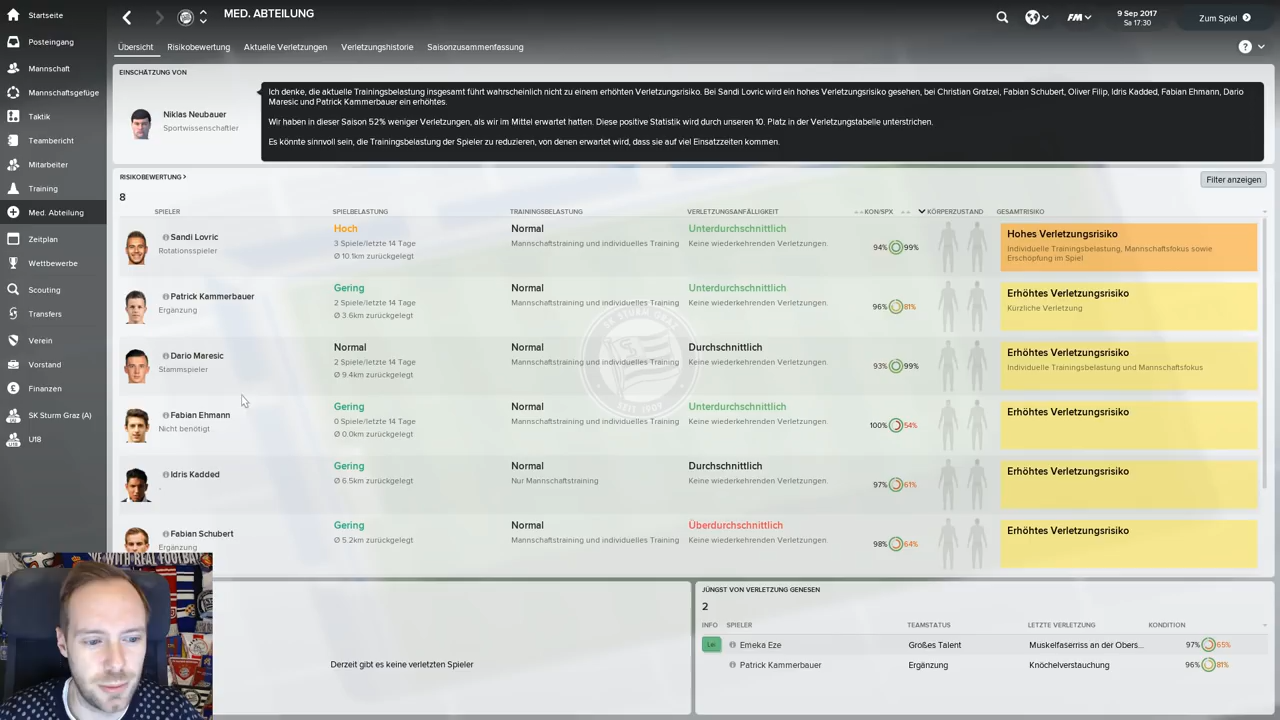 Startseite
Posteingang
Mannschaft
Mannschaftsgefüge
Taktik
Teambericht
Mitarbeiter
Training
Med. Abteilung
Zeitplan
Wettbewerbe
Scouting
Transfers
Verein
Vorstand
Finanzen
SK Sturm Graz (A)
U18
MED. ABTEILUNG
FM
9 Sep 2017
Sa 17:30
Zum Spiel
Übersicht Risikobewertung Aktuelle Verletzungen Verletzungshistorie Saisonzusammenfassung
?
EINSCHÄTZUNG VON
Niklas Neubauer
Sportwissenschaftler
Ich denke, die aktuelle Trainingsbelastung insgesamt führt wahrscheinlich nicht zu einem erhöhten Verletzungsrisiko. Bei Sandi Lovric wird ein hohes Verletzungsrisiko gesehen, bei Christian Gratzei, Fabian Schubert, Oliver Filip, Idris Kadded, Fabian Ehmann, Dario
Maresic und Patrick Kammerbauer ein erhöhtes.
Wir haben in dieser Saison 52% weniger Verletzungen, als wir im Mittel erwartet hatten. Diese positive Statistik wird durch unseren 10. Platz in der Verletzungstabelle unterstrichen.
Es könnte sinnvoll sein, die Trainingsbelastung der Spieler zu reduzieren, von denen erwartet wird, dass sie auf viel Einsatzzeiten kommen.
RISIKOBEWERTUNG >
Filter anzeigen
8
SPIELER SPIELBELASTUNG TRAININGSBELASTUNG VERLETZUNGSANFÄLLIGKEIT KON/SPX KÖRPERZUSTAND GESAMTRISIKO
Sandi Lovric
Rotationsspieler
Hoch
3 Spiele/letzte 14 Tage
Ø 10.1km zurückgelegt
Normal
Mannschaftstraining und individuelles Training
Unterdurchschnittlich
Keine wiederkehrenden Verletzungen.
94% 99%
Hohes Verletzungsrisiko
Individuelle Trainingsbelastung, Mannschaftsfokus sowie
Erschöpfung im Spiel
Patrick Kammerbauer
Ergänzung
Gering
2 Spiele/letzte 14 Tage
Ø 3.6km zurückgelegt
Normal
Mannschaftstraining und individuelles Training
Unterdurchschnittlich
Keine wiederkehrenden Verletzungen.
96% 81%
Erhöhtes Verletzungsrisiko
Kürzliche Verletzung
Dario Maresic
Stammspieler
Normal
2 Spiele/letzte 14 Tage
Ø 9.4km zurückgelegt
Normal
Mannschaftstraining und individuelles Training
Durchschnittlich
Keine wiederkehrenden Verletzungen.
93% 99%
Erhöhtes Verletzungsrisiko
Individuelle Trainingsbelastung und Mannschaftsfokus
Fabian Ehmann
Nicht benötigt
Gering
0 Spiele/letzte 14 Tage
Ø 0.0km zurückgelegt
Normal
Mannschaftstraining und individuelles Training
Unterdurchschnittlich
Keine wiederkehrenden Verletzungen.
100% 54%
Erhöhtes Verletzungsrisiko
Idris Kadded
-
Gering
Ø 6.5km zurückgelegt
Normal
Nur Mannschaftstraining
Durchschnittlich
Keine wiederkehrenden Verletzungen.
97% 61%
Erhöhtes Verletzungsrisiko
Fabian Schubert
Ergänzung
Gering
Ø 5.2km zurückgelegt
Normal
Mannschaftstraining und individuelles Training
Überdurchschnittlich
Keine wiederkehrenden Verletzungen.
98% 64%
Erhöhtes Verletzungsrisiko
SK STURM GRAZ
SEIT 1909
WITH REAL FOOTBAL
Derzeit gibt es keine verletzten Spieler
JÜNGST VON VERLETZUNG GENESEN
2
INFO SPIELER TEAMSTATUS LETZTE VERLETZUNG KONDITION
Lei Emeka Eze Großes Talent Muskelfaserriss an der Obers... 97% 65%
Patrick Kammerbauer Ergänzung Knöchelverstauchung 96% 81%